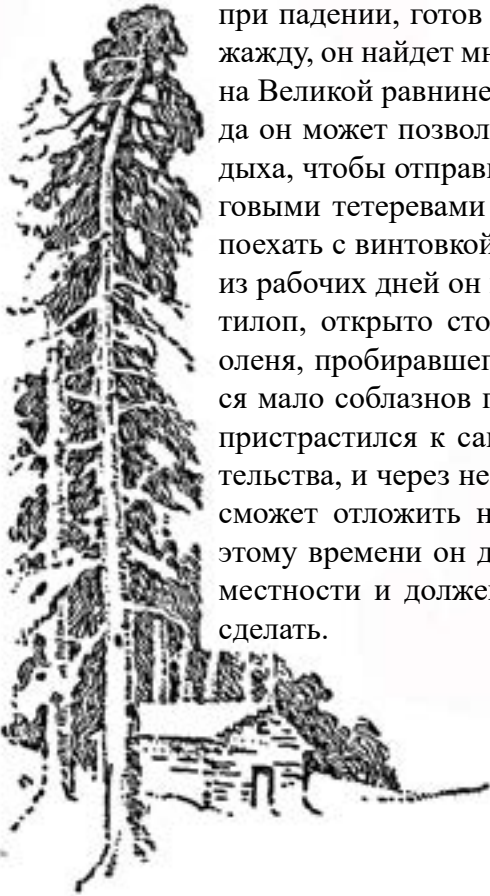 при падении, готов
жажду, он найдет мн
на Великой равнине
да он может позвол
дыха, чтобы отправи
говыми тетеревами
поехать с винтовкой
из рабочих дней он
тилоп, открыто сто
оленя, пробиравшег
ся мало соблазнов п
пристрастился к сам
тельства, и через не
сможет отложить н
этому времени он д
местности и должен
сделать.